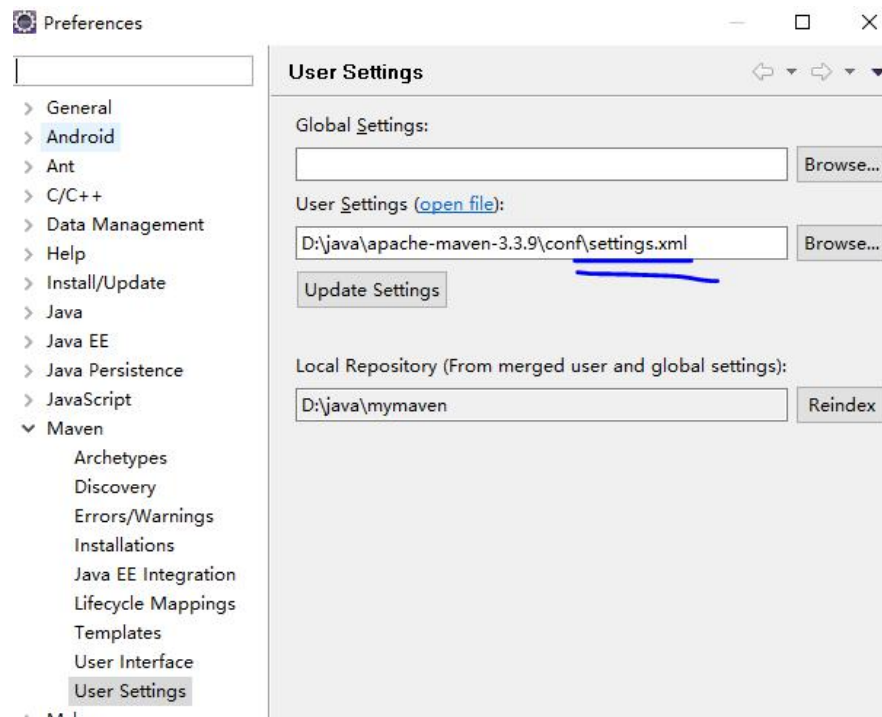 Preferences
User Settings
General
Android
Ant
C/C++
Data Management
Help
Install/Update
Java
Java EE
Java Persistence
JavaScript
Maven
Archetypes
Discovery
Errors/Warnings
Installations
Java EE Integration
Lifecycle Mappings
Templates
User Interface
User Settings
Global Settings:
Browse...
User Settings (open file):
D:\java\apache-maven-3.3.9\conf\settings.xml
Browse...
Update Settings
Local Repository (From merged user and global settings):
D:\java\mymaven
Reindex